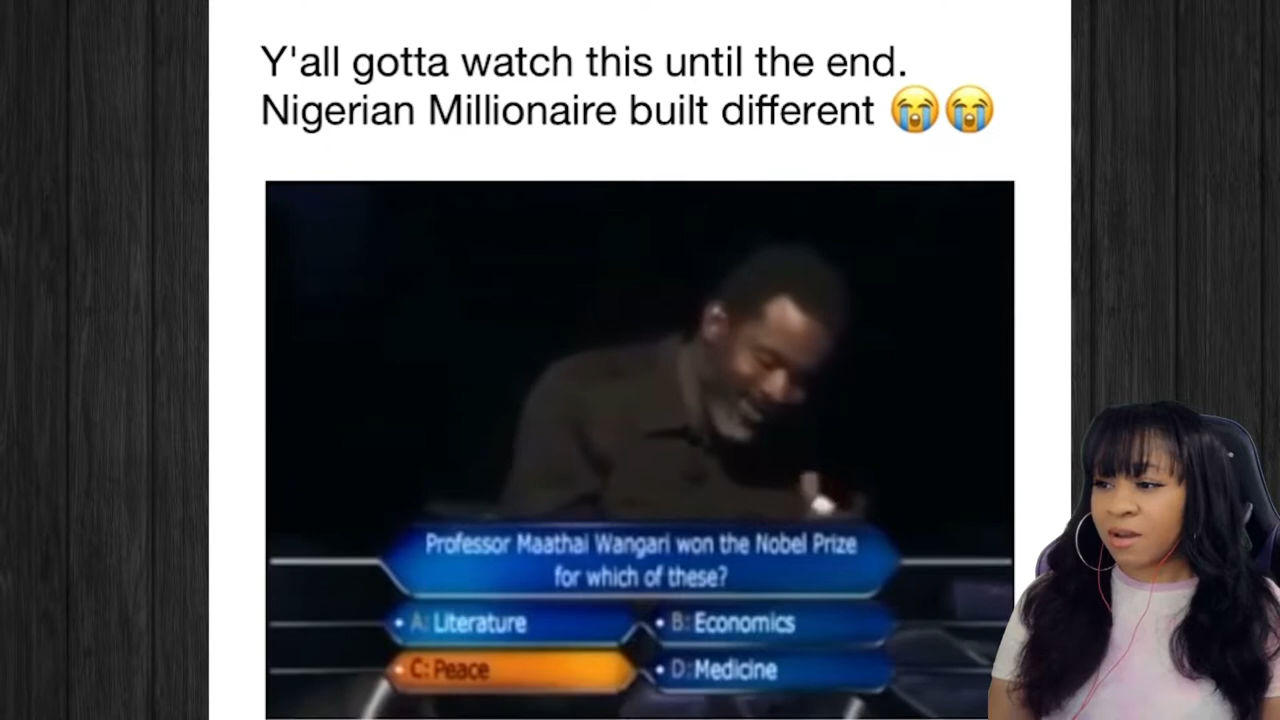 Y'all gotta watch this until the end.
Nigerian Millionaire built different 😭😭
Professor Maathai Wangari won the Nobel Prize
for which of these?
A: Literature
B: Economics
C: Peace
D: Medicine